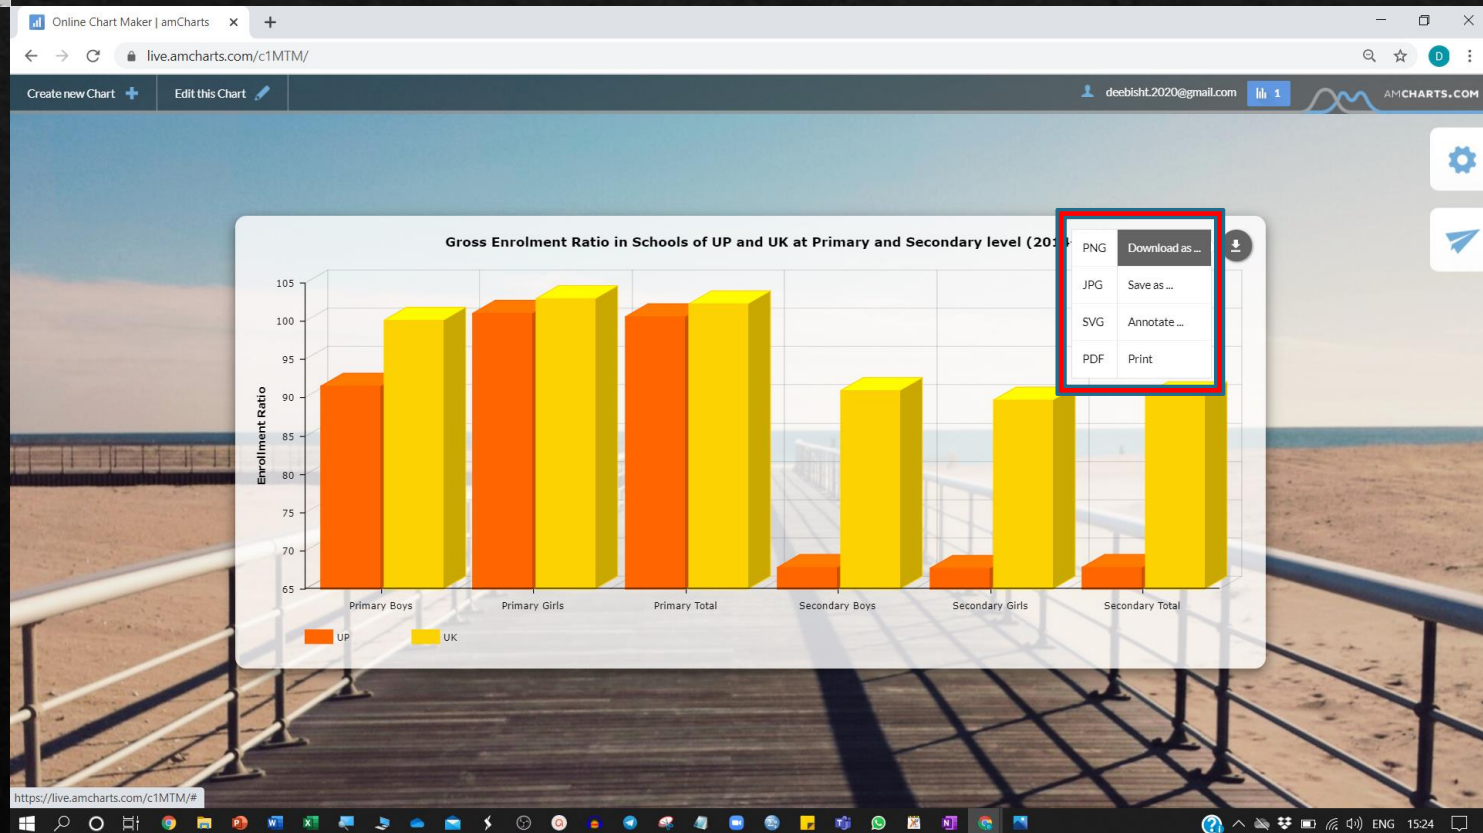 Online Chart Maker | amCharts
live.amcharts.com/c1MTM/
D
Create new Chart
Edit this Chart
deebisht.2020@gmail.com
1
AMCHARTS.COM
Gross Enrolment Ratio in Schools of UP and UK at Primary and Secondary level (2014
PNG Download as ...
JPG Save as ...
SVG Annotate ...
PDF Print
Enrollment Ratio
105
100
95
90
85
80
75
70
65
Primary Boys Primary Girls Primary Total Secondary Boys Secondary Girls Secondary Total
UP UK
https://live.amcharts.com/c1MTM/#
ENG 15:24